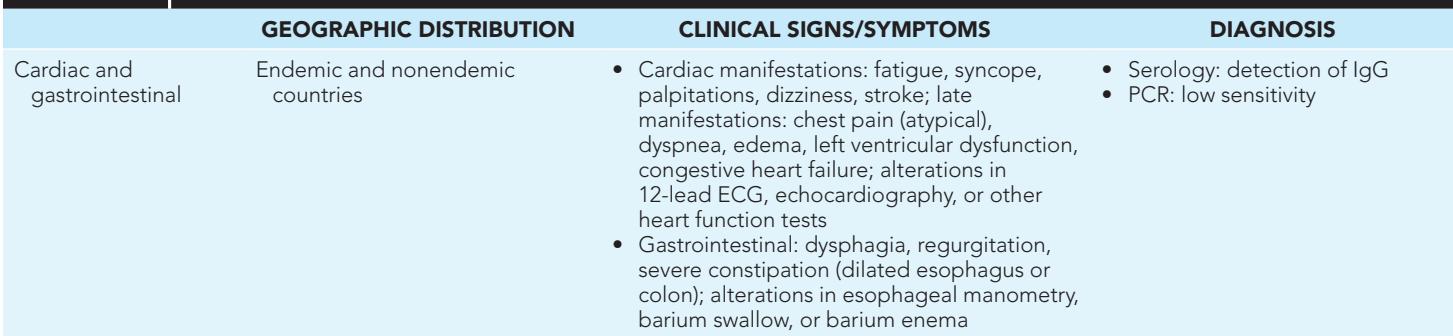 GEOGRAPHIC DISTRIBUTION
CLINICAL SIGNS/SYMPTOMS
DIAGNOSIS
Cardiac and
gastrointestinal
Endemic and nonendemic
countries
• Cardiac manifestations: fatigue, syncope,
palpitations, dizziness, stroke; late
manifestations: chest pain (atypical),
dyspnea, edema, left ventricular dysfunction,
congestive heart failure; alterations in
12-lead ECG, echocardiography, or other
heart function tests
• Gastrointestinal: dysphagia, regurgitation,
severe constipation (dilated esophagus or
colon); alterations in esophageal manometry,
barium swallow, or barium enema
• Serology: detection of IgG
• PCR: low sensitivity